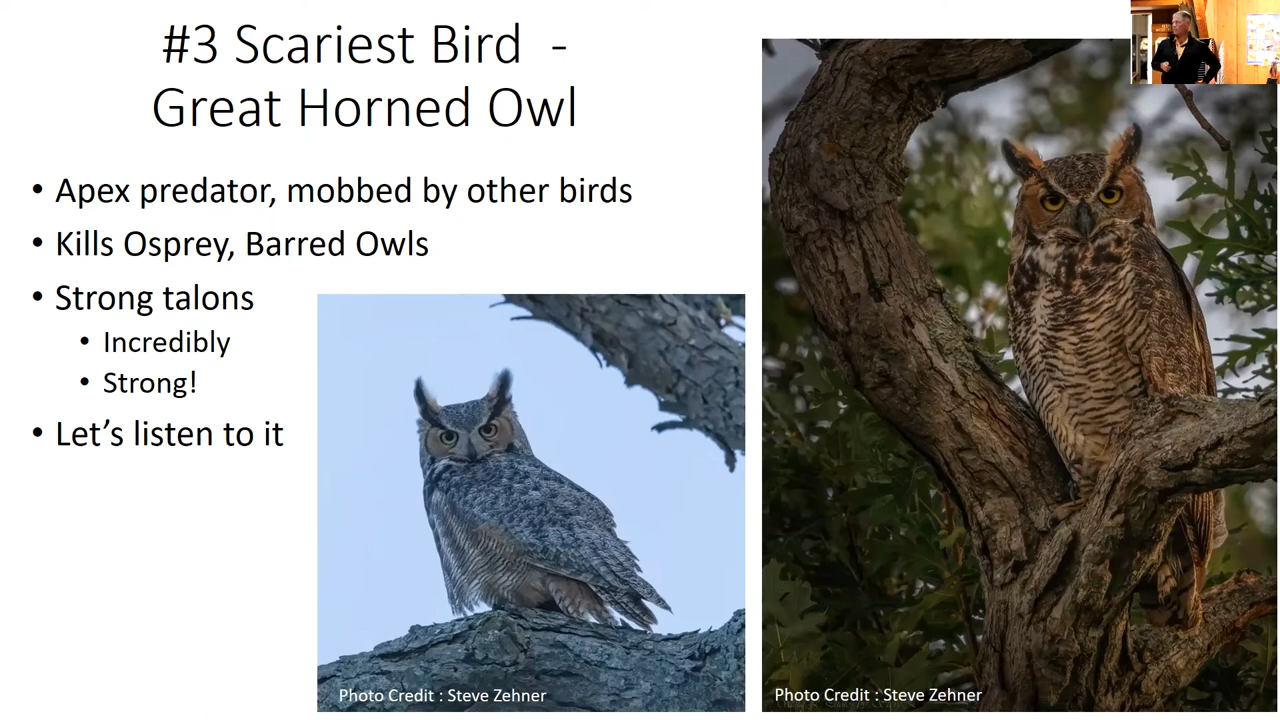 #3 Scariest Bird -
Great Horned Owl
• Apex predator, mobbed by other birds
• Kills Osprey, Barred Owls
• Strong talons
• Incredibly
• Strong!
• Let’s listen to it
Photo Credit : Steve Zehner
Photo Credit : Steve Zehner